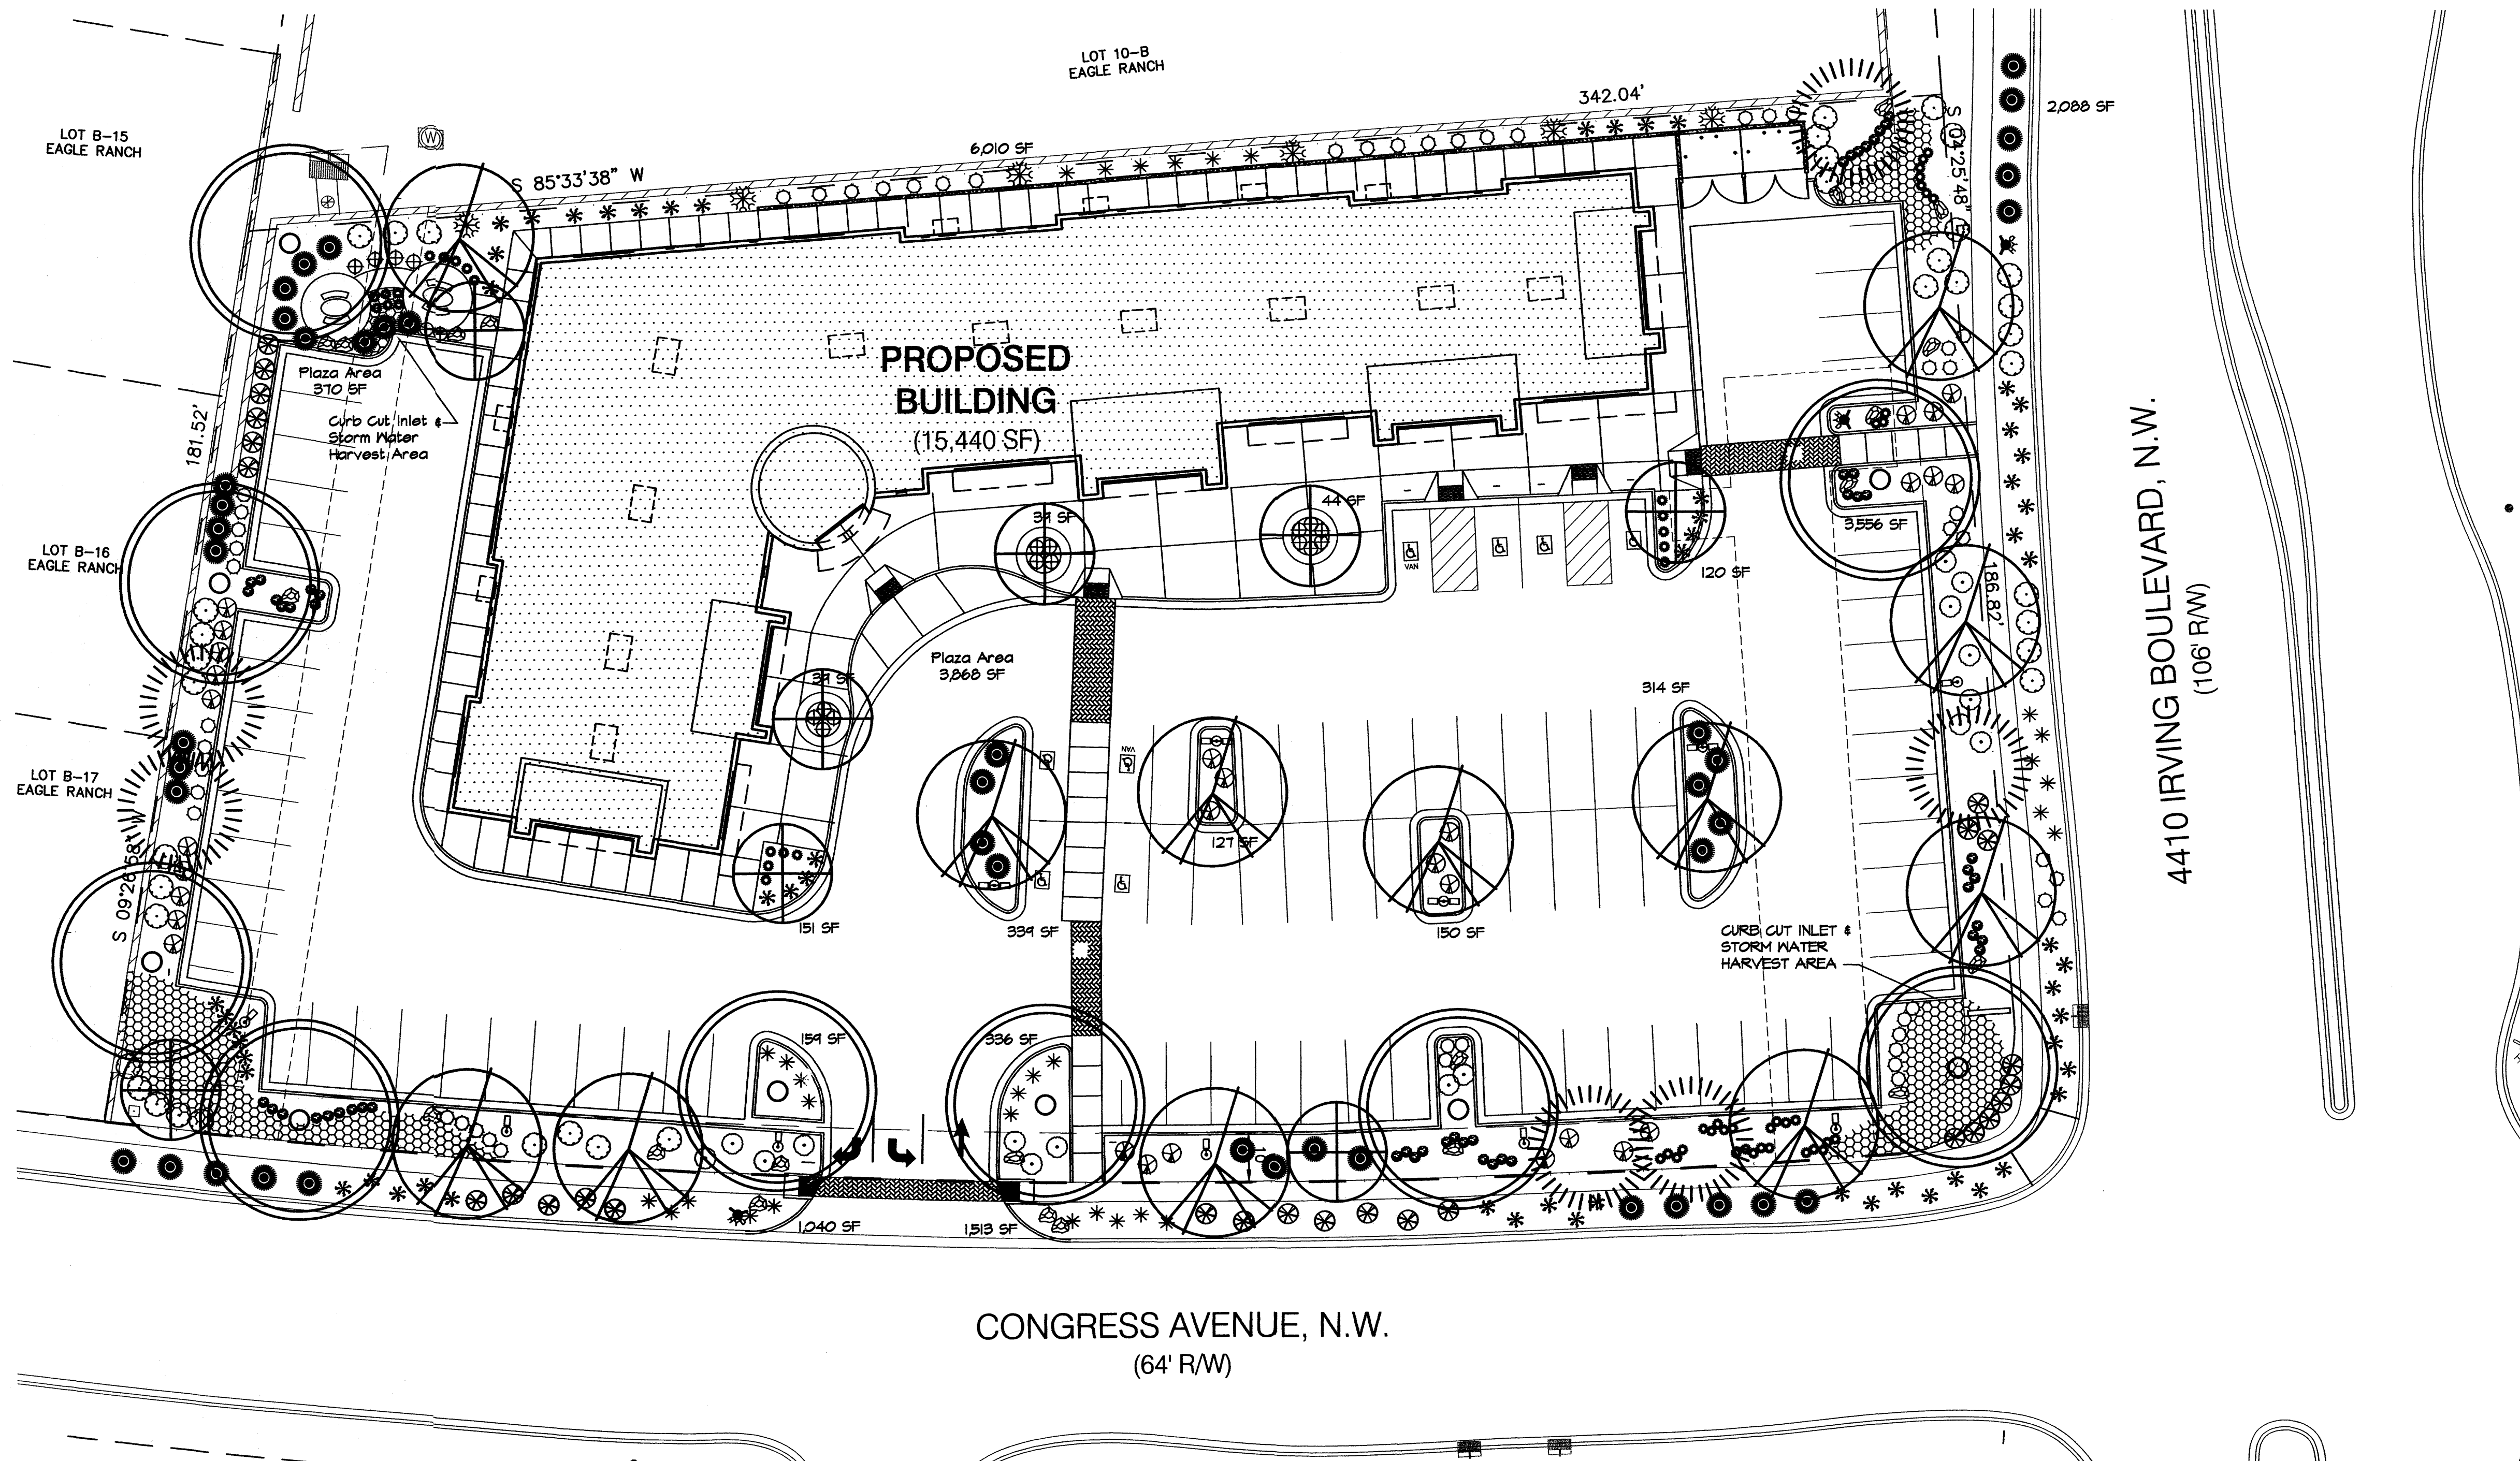 LOT 10-B
EAGLE RANCH
342.04'
2,088 SF
LOT B-15
EAGLE RANCH
6,010 SF
S 85°33'38" W
S 04°25'48"
W
Plaza Area
370 SF
Curb Cut Inlet &
Storm Water
Harvest Area
181.52'
PROPOSED
BUILDING
(15,440 SF)
44 SF
39 SF
3,556 SF
120 SF
VAN
LOT B-16
EAGLE RANCH
186.82'
4410 IRVING BOULEVARD, N.W.
(106' R/W)
Plaza Area
3,868 SF
39 SF
314 SF
VAN
LOT B-17
EAGLE RANCH
S 09°26'58" W
127 SF
151 SF
339 SF
150 SF
CURB CUT INLET &
STORM WATER
HARVEST AREA
159 SF
336 SF
1,040 SF
1,513 SF
CONGRESS AVENUE, N.W.
(64' R/W)